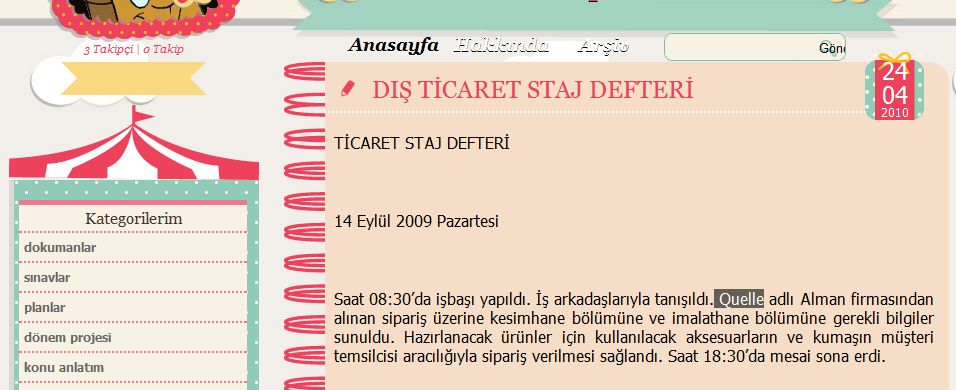 3 Takipçi | 0 Takip
Anasayfa Hakkında Arşiv
Gön
24
04
2010
DIŞ TİCARET STAJ DEFTERİ
TİCARET STAJ DEFTERİ
14 Eylül 2009 Pazartesi
Kategorilerim
dokumanlar
sınavlar
planlar
dönem projesi
konu anlatım
Saat 08:30’da işbaşı yapıldı. İş arkadaşlarıyla tanışıldı. Quelle adlı Alman firmasından
alınan sipariş üzerine kesimhane bölümüne ve imalathane bölümüne gerekli bilgiler
sunuldu. Hazırlanacak ürünler için kullanılacak aksesuarların ve kumaşın müşteri
temsilcisi aracılığıyla sipariş verilmesi sağlandı. Saat 18:30’da mesai sona erdi.